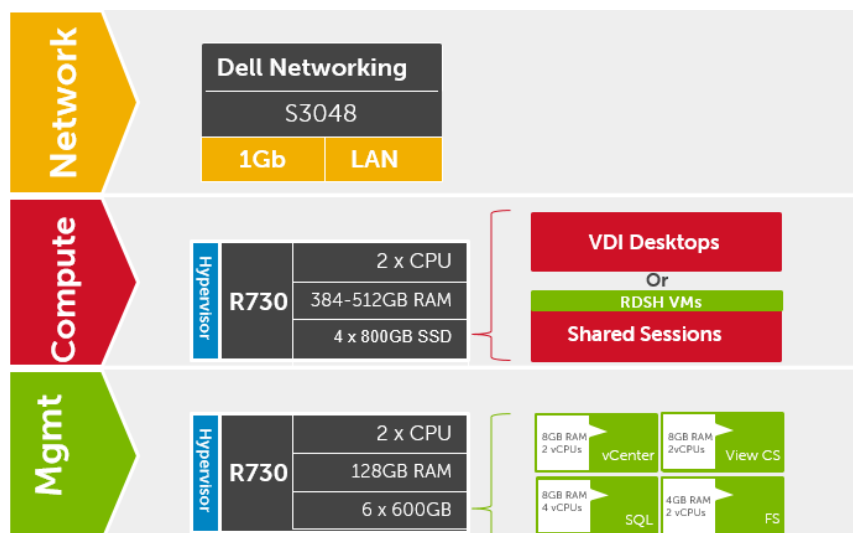 Network
Dell Networking
S3048
1Gb LAN
Compute
Hypervisor
R730
2 x CPU
384-512GB RAM
4 x 800GB SSD
VDI Desktops
Or
RDSH VMs
Shared Sessions
Mgmt
Hypervisor
R730
2 x CPU
128GB RAM
6 x 600GB
8GB RAM
2 vCPUs
vCenter
8GB RAM
2vCPUs
View CS
8GB RAM
4 vCPUs
SQL
4GB RAM
2 vCPUs
FS